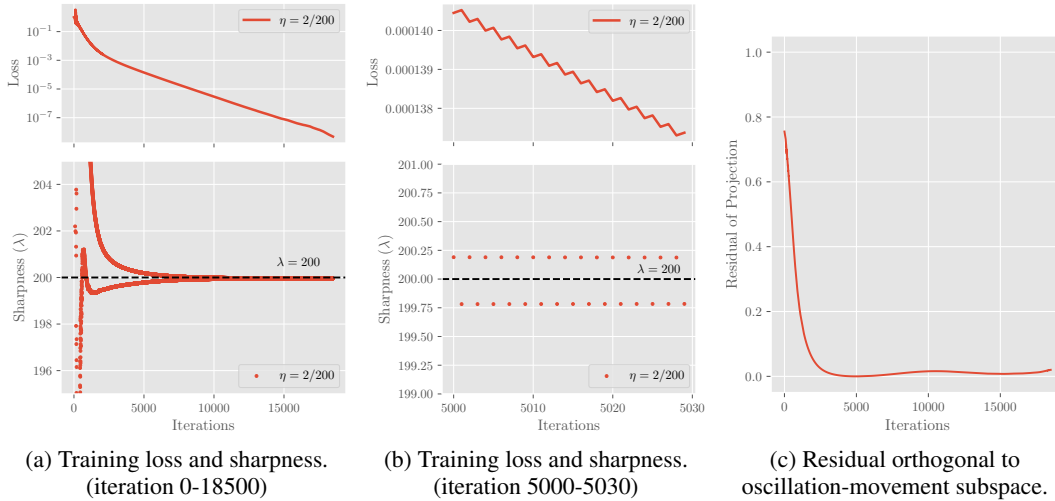 η = 2/200
10⁻¹
10⁻³
10⁻⁵
10⁻⁷
Loss
204
202
200
198
196
Sharpness (λ)
λ = 200
η = 2/200
0
5000
10000
15000
Iterations
(a) Training loss and sharpness.
(iteration 0-18500)
η = 2/200
0.000140
0.000139
0.000138
Loss
201.00
200.75
200.50
200.25
200.00
199.75
199.50
199.25
199.00
Sharpness (λ)
λ = 200
η = 2/200
5000
5010
5020
5030
Iterations
(b) Training loss and sharpness.
(iteration 5000-5030)
1.0
0.8
0.6
0.4
0.2
0.0
Residual of Projection
0
5000
10000
15000
Iterations
(c) Residual orthogonal to
oscillation-movement subspace.